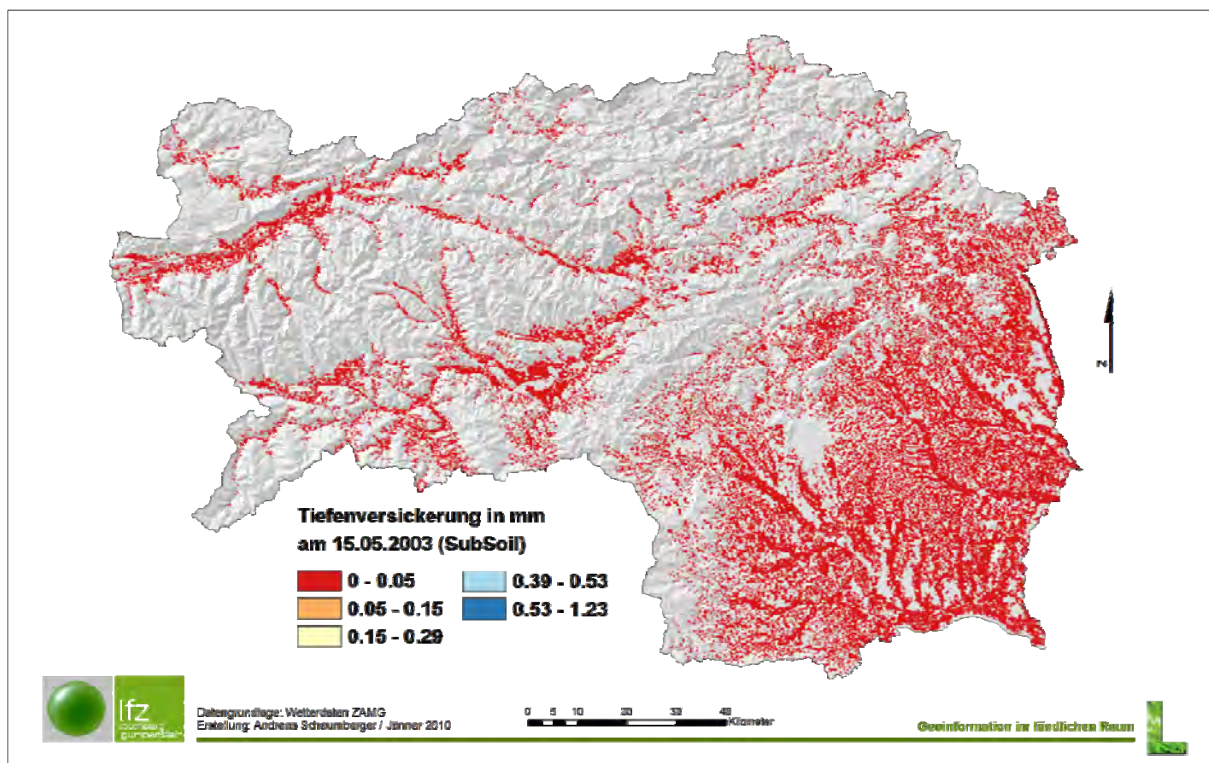 N
Tiefenversickerung in mm
am 15.05.2003 (SubSoil)
0 - 0.05
0.05 - 0.15
0.15 - 0.29
0.39 - 0.53
0.53 - 1.23
lfz
raumberg
gumpenstein
Datengrundlage: Wetterdaten ZAMG
Erstellung: Andreas Schaumberger / Jänner 2010
0 5 10 20 30 40
Kilometer
Geoinformation im ländlichen Raum